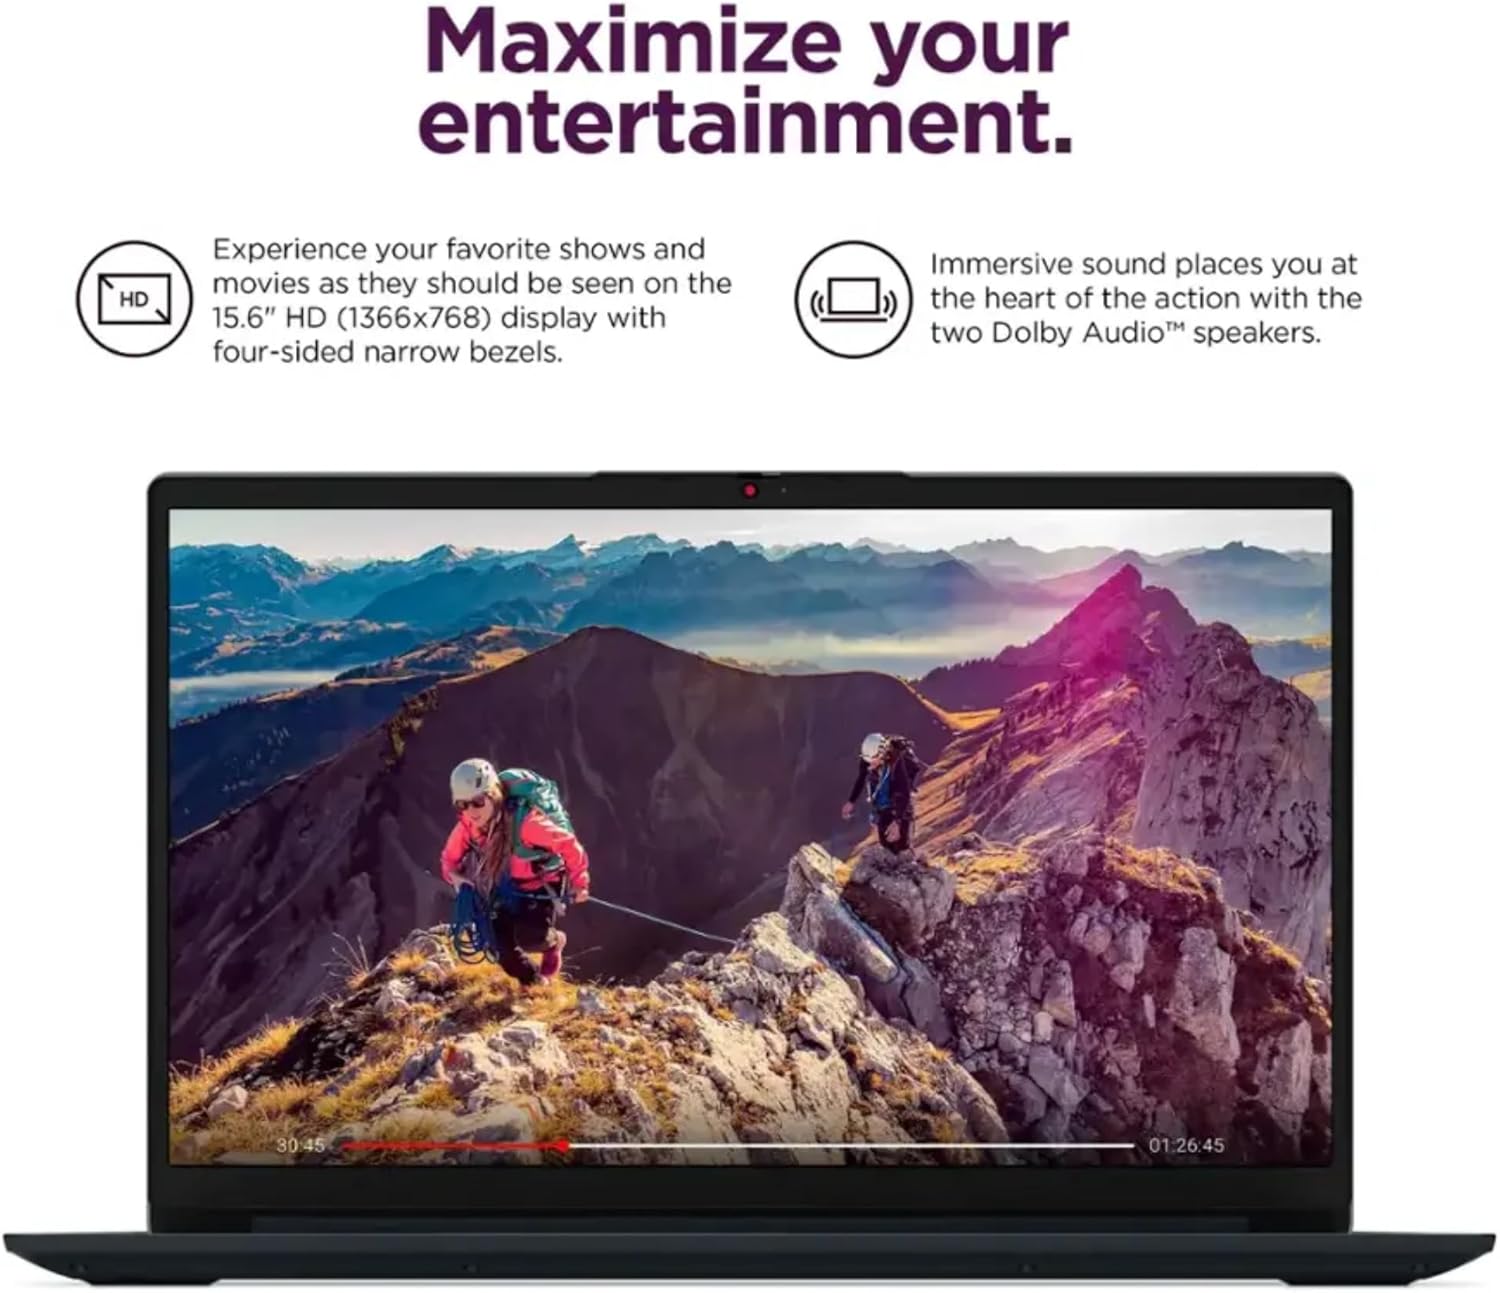 Maximize your
entertainment.
HD
Experience your favorite shows and
movies as they should be seen on the
15.6" HD (1366x768) display with
four-sided narrow bezels.
Immersive sound places you at
the heart of the action with the
two Dolby Audio™ speakers.
30:45
01:26:45